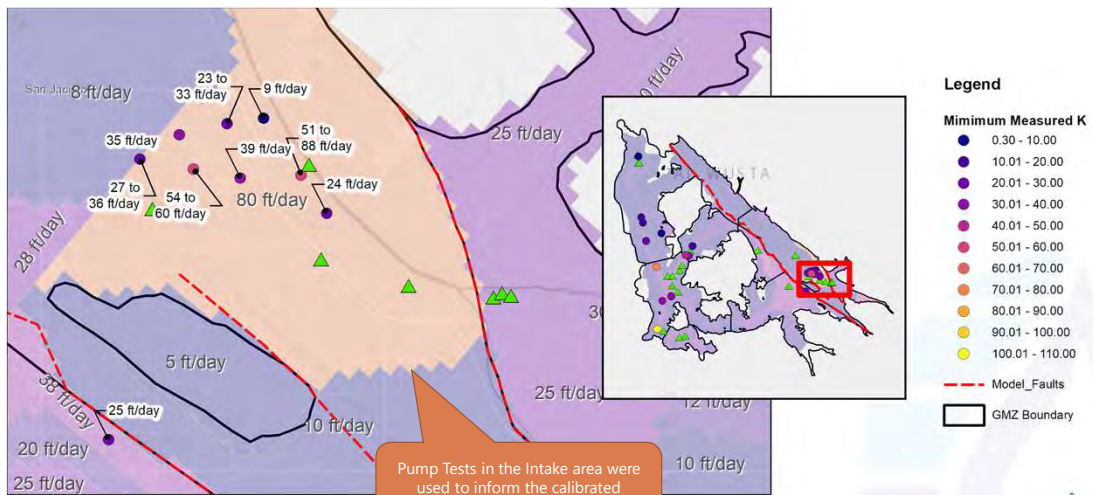 8 ft/day
23 to
33 ft/day
9 ft/day
51 to
88 ft/day
35 ft/day
39 ft/day
24 ft/day
27 to
36 ft/day
54 to
60 ft/day
80 ft/day
25 ft/day
28 ft/day
5 ft/day
38 ft/day
25 ft/day
10 ft/day
20 ft/day
25 ft/day
25 ft/day
12 ft/day
10 ft/day
Pump Tests in the Intake area were
used to inform the calibrated
Legend
Mimimum Measured K
0.30 - 10.00
10.01 - 20.00
20.01 - 30.00
30.01 - 40.00
40.01 - 50.00
50.01 - 60.00
60.01 - 70.00
70.01 - 80.00
80.01 - 90.00
90.01 - 100.00
100.01 - 110.00
Model_Faults
GMZ Boundary